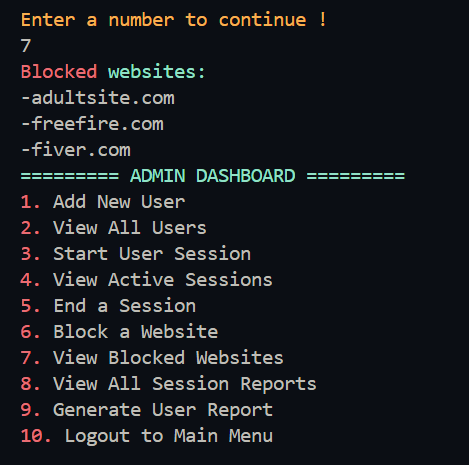 Enter a number to continue !
7
Blocked websites:
-adultsite.com
-freefire.com
-fiver.com
========= ADMIN DASHBOARD =========
1. Add New User
2. View All Users
3. Start User Session
4. View Active Sessions
5. End a Session
6. Block a Website
7. View Blocked Websites
8. View All Session Reports
9. Generate User Report
10. Logout to Main Menu